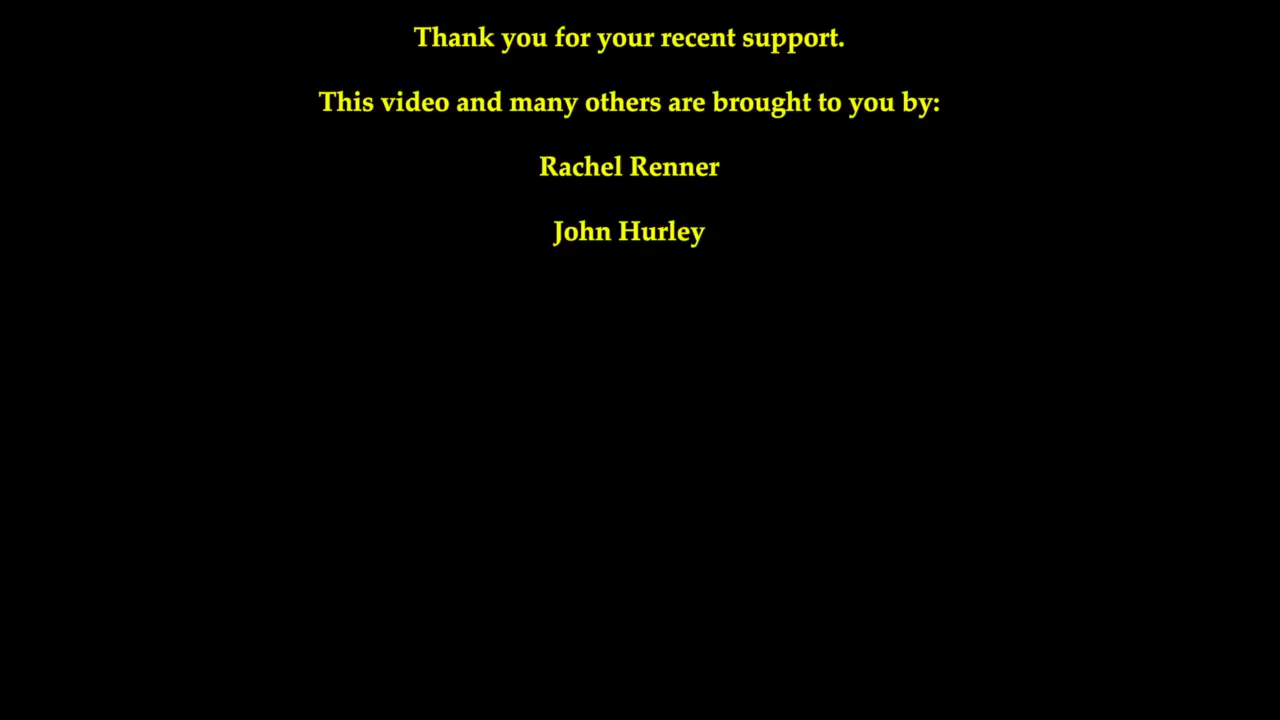 Thank you for your recent support.
This video and many others are brought to you by:
Rachel Renner
John Hurley